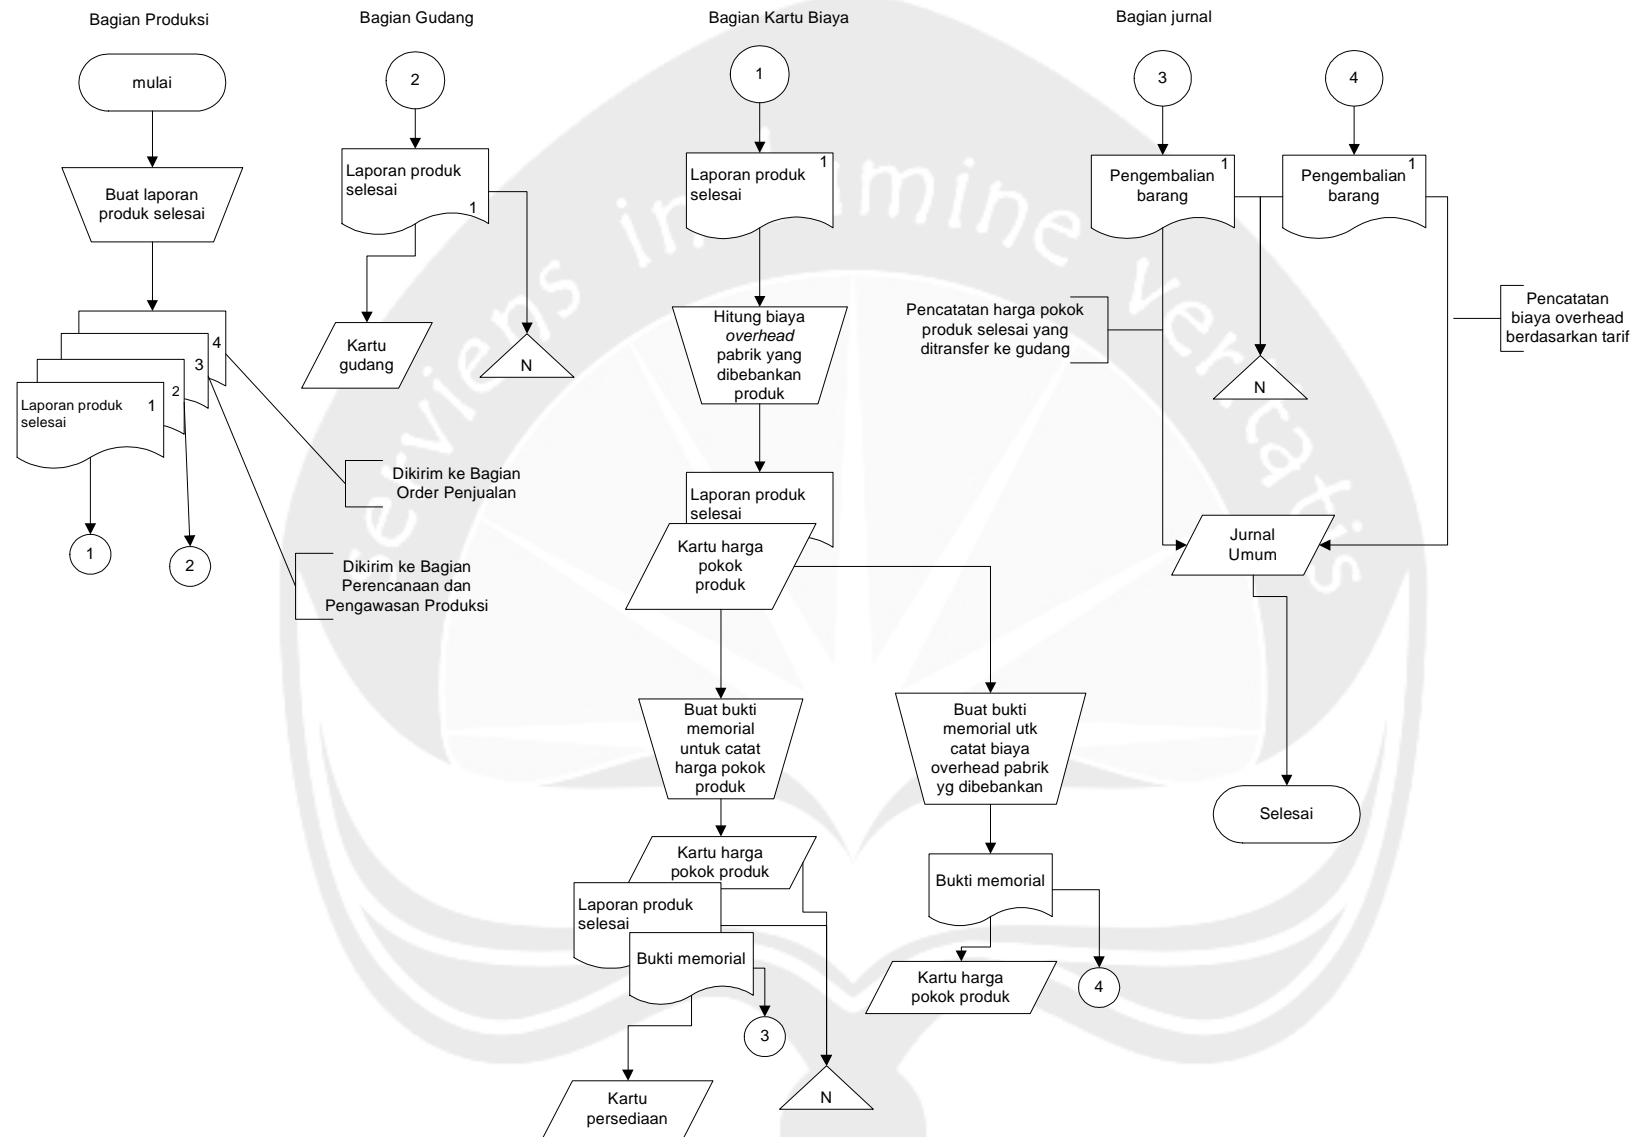 Bagian Produksi
mulai
Buat laporan
produk selesai
4
3
2
Laporan produk
selesai
1
1
2
Dikirim ke Bagian
Order Penjualan
Dikirim ke Bagian
Perencanaan dan
Pengawasan Produksi
Bagian Gudang
2
Laporan produk
selesai
1
Kartu
gudang
N
Bagian Kartu Biaya
1
Laporan produk
selesai
1
Hitung biaya
overhead
pabrik yang
dibebankan
produk
Laporan produk
selesai
Kartu harga
pokok
produk
Buat bukti
memorial
untuk catat
harga pokok
produk
Kartu harga
pokok produk
Laporan produk
selesai
Bukti memorial
3
Kartu
persediaan
N
Buat bukti
memorial utk
catat biaya
overhead pabrik
yg dibebankan
Bukti memorial
Kartu harga
pokok produk
4
Bagian jurnal
3
4
Pengembalian
barang
1
Pengembalian
barang
1
Pencatatan harga pokok
produk selesai yang
ditransfer ke gudang
N
Pencatatan
biaya overhead
berdasarkan tarif
Jurnal
Umum
Selesai
serviens in lumine veritatis